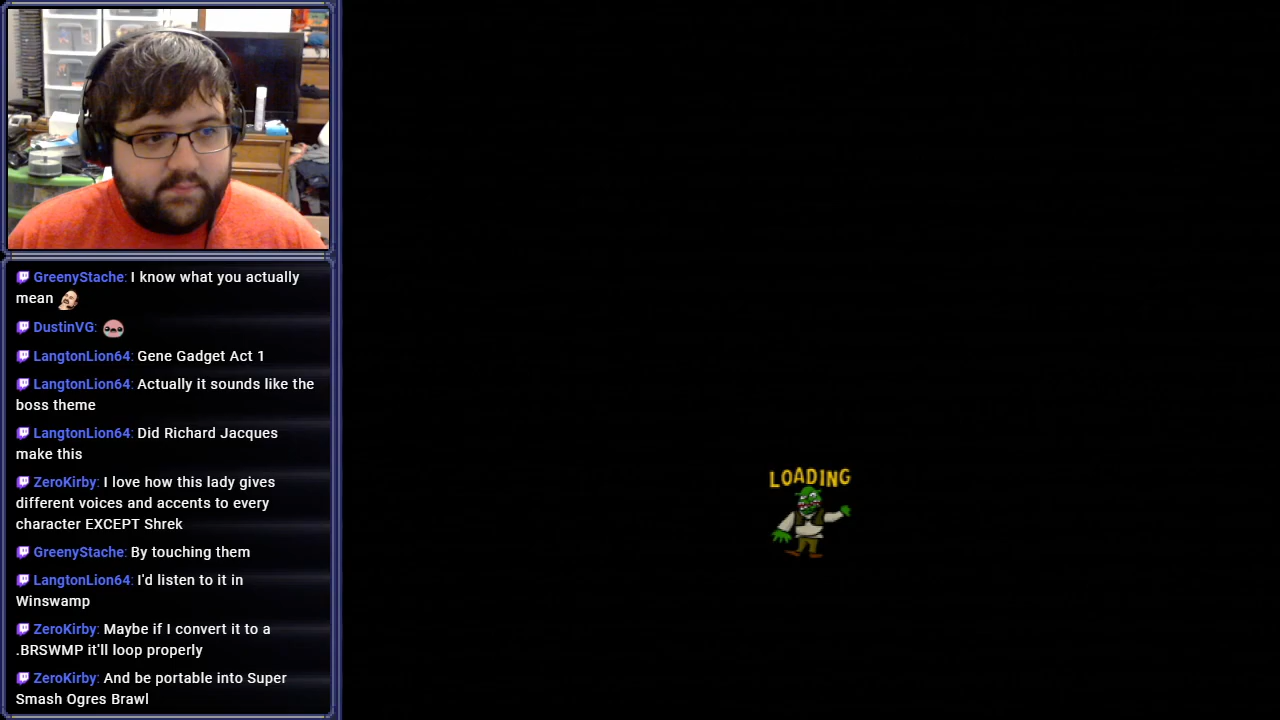 GreenyStache: I know what you actually
mean
DustinVG:
LangtonLion64: Gene Gadget Act 1
LangtonLion64: Actually it sounds like the
boss theme
LangtonLion64: Did Richard Jacques
make this
ZeroKirby: I love how this lady gives
different voices and accents to every
character EXCEPT Shrek
GreenyStache: By touching them
LangtonLion64: I'd listen to it in
Winswamp
ZeroKirby: Maybe if I convert it to a
.BRSWMP it'll loop properly
ZeroKirby: And be portable into Super
Smash Ogres Brawl
LOADING